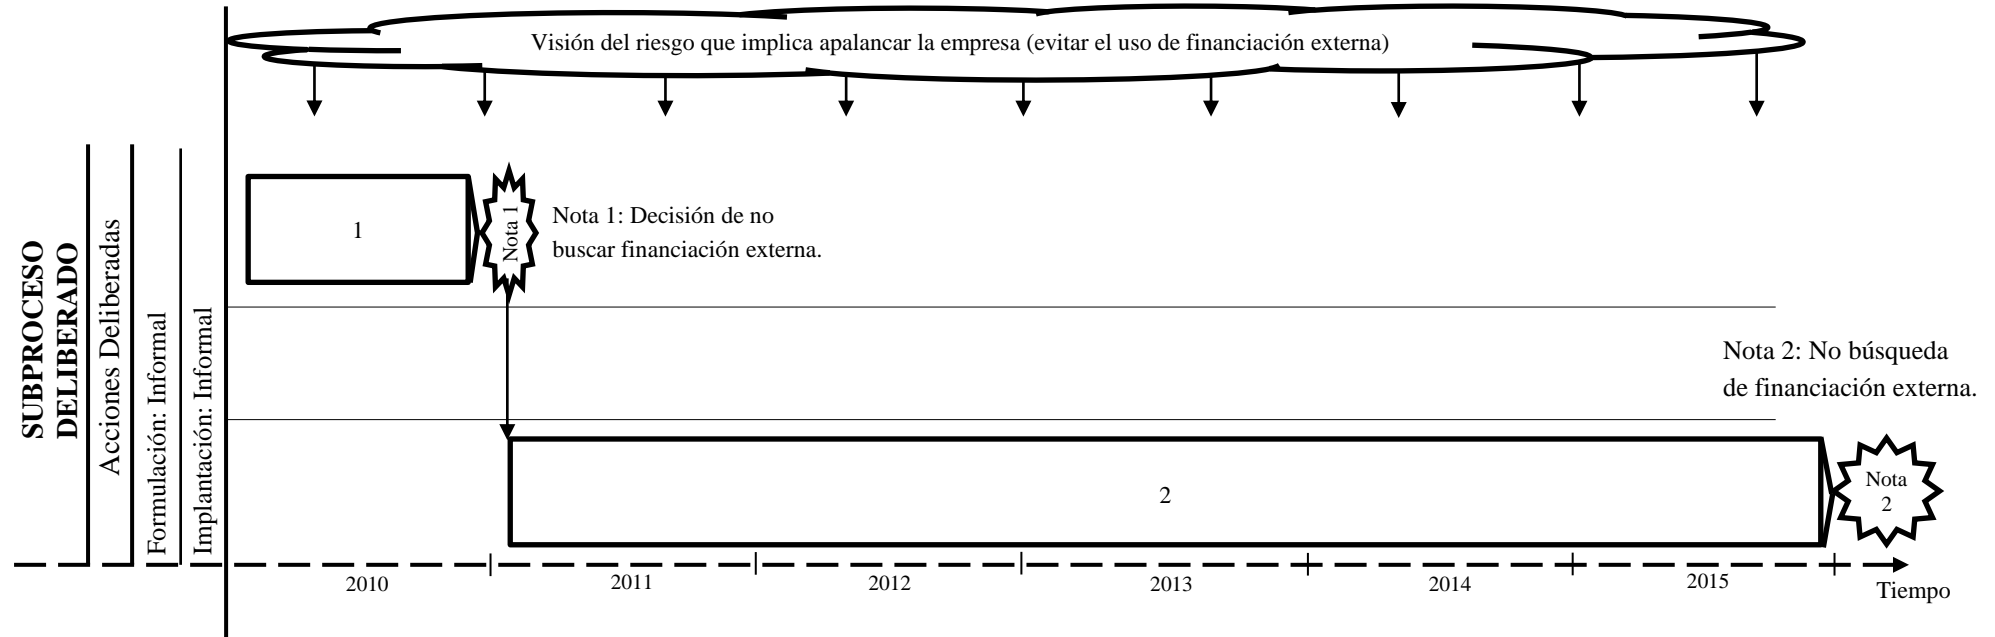 Visión del riesgo que implica apalancar la empresa (evitar el uso de financiación externa)
SUBPROCESO
DELIBERADO
Acciones Deliberadas
Formulación: Informal
Implantación: Informal
1
Nota 1
Nota 1: Decisión de no
buscar financiación externa.
Nota 2: No búsqueda
de financiación externa.
2
Nota
2
2010
2011
2012
2013
2014
2015
Tiempo